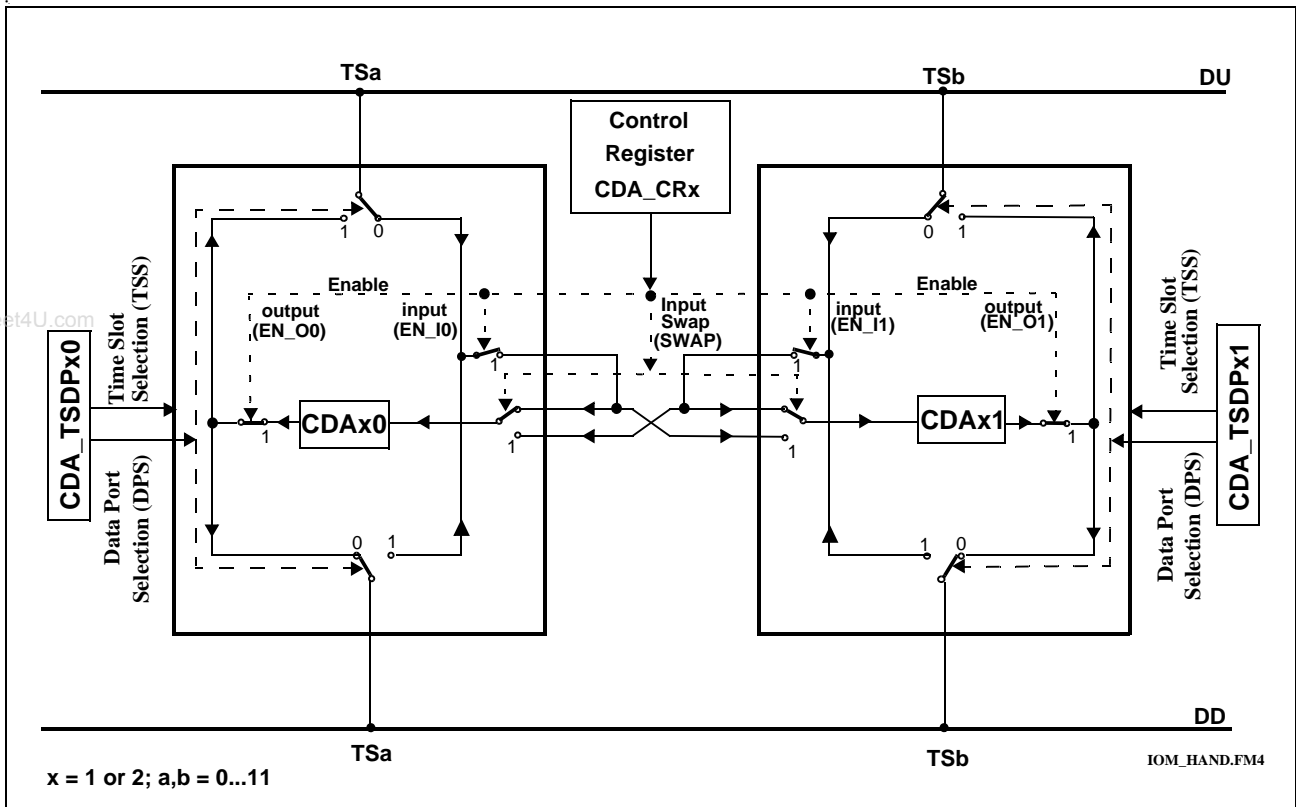 TSa
TSb
DU
Control
Register
CDA_CRx
1
0
0
1
Enable
Enable
output
(EN_O0)
input
(EN_I0)
Input
Swap
(SWAP)
input
(EN_I1)
output
(EN_O1)
et4U.com
CDA_TSDPx0
Time Slot
Selection (TSS)
Data Port
Selection (DPS)
1
1
1
CDAx0
1
1
1
CDAx1
Time Slot
Selection (TSS)
Data Port
Selection (DPS)
CDA_TSDPx1
0
1
1
0
DD
TSa
TSb
x = 1 or 2; a,b = 0...11
IOM_HAND.FM4